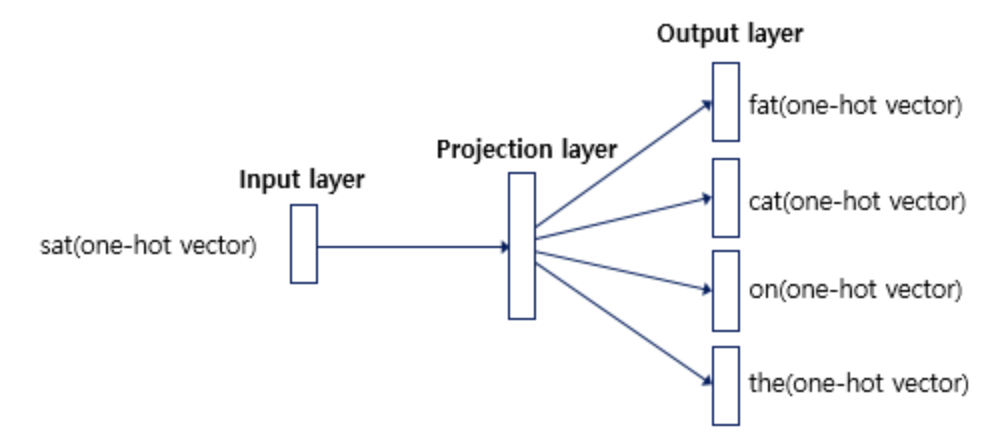 Output layer
fat(one-hot vector)
Projection layer
Input layer
cat(one-hot vector)
sat(one-hot vector)
on(one-hot vector)
the(one-hot vector)